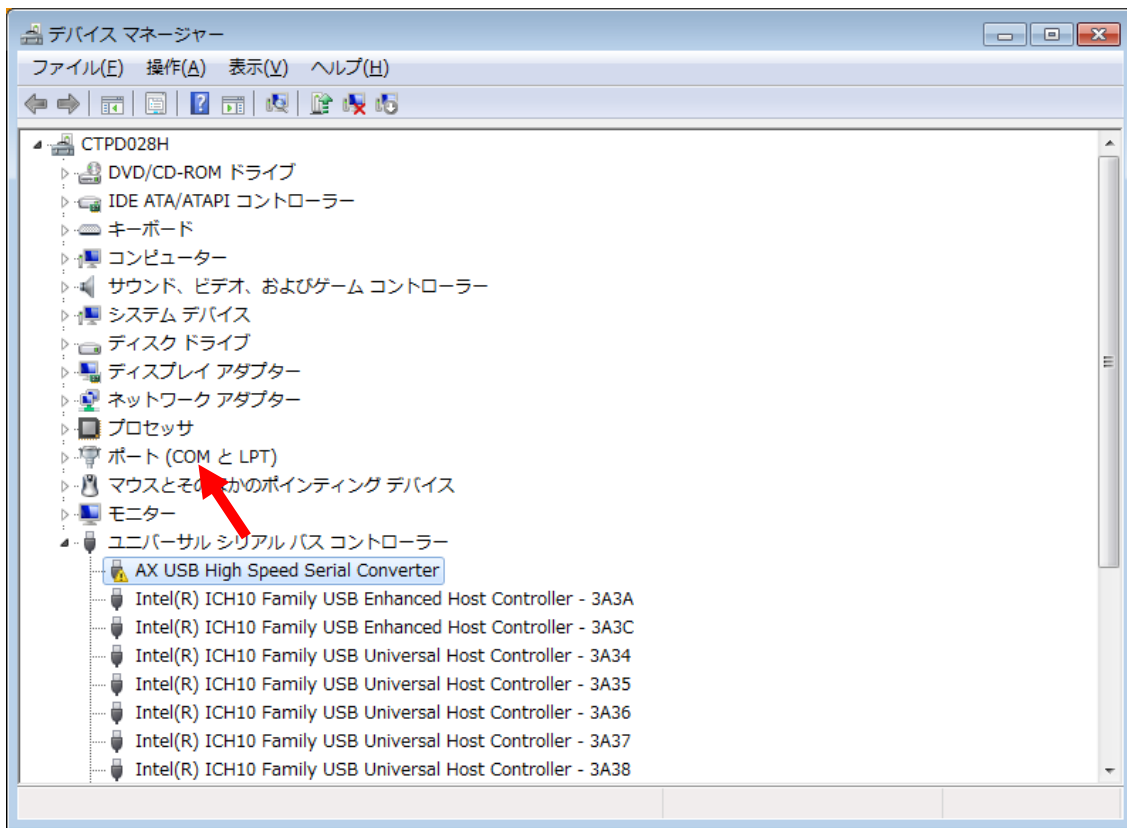 デバイス マネージャー
ファイル(F) 操作(A) 表示(V) ヘルプ(H)
CTPD028H
DVD/CD-ROM ドライブ
IDE ATA/ATAPI コントローラー
キーボード
コンピューター
サウンド、ビデオ、およびゲーム コントローラー
システム デバイス
ディスク ドライブ
ディスプレイ アダプター
ネットワーク アダプター
プロセッサ
ポート (COM と LPT)
マウスとそのほかのポインティング デバイス
モニター
ユニバーサル シリアル バス コントローラー
AX USB High Speed Serial Converter
Intel(R) ICH10 Family USB Enhanced Host Controller - 3A3A
Intel(R) ICH10 Family USB Enhanced Host Controller - 3A3C
Intel(R) ICH10 Family USB Universal Host Controller - 3A34
Intel(R) ICH10 Family USB Universal Host Controller - 3A35
Intel(R) ICH10 Family USB Universal Host Controller - 3A36
Intel(R) ICH10 Family USB Universal Host Controller - 3A37
Intel(R) ICH10 Family USB Universal Host Controller - 3A38